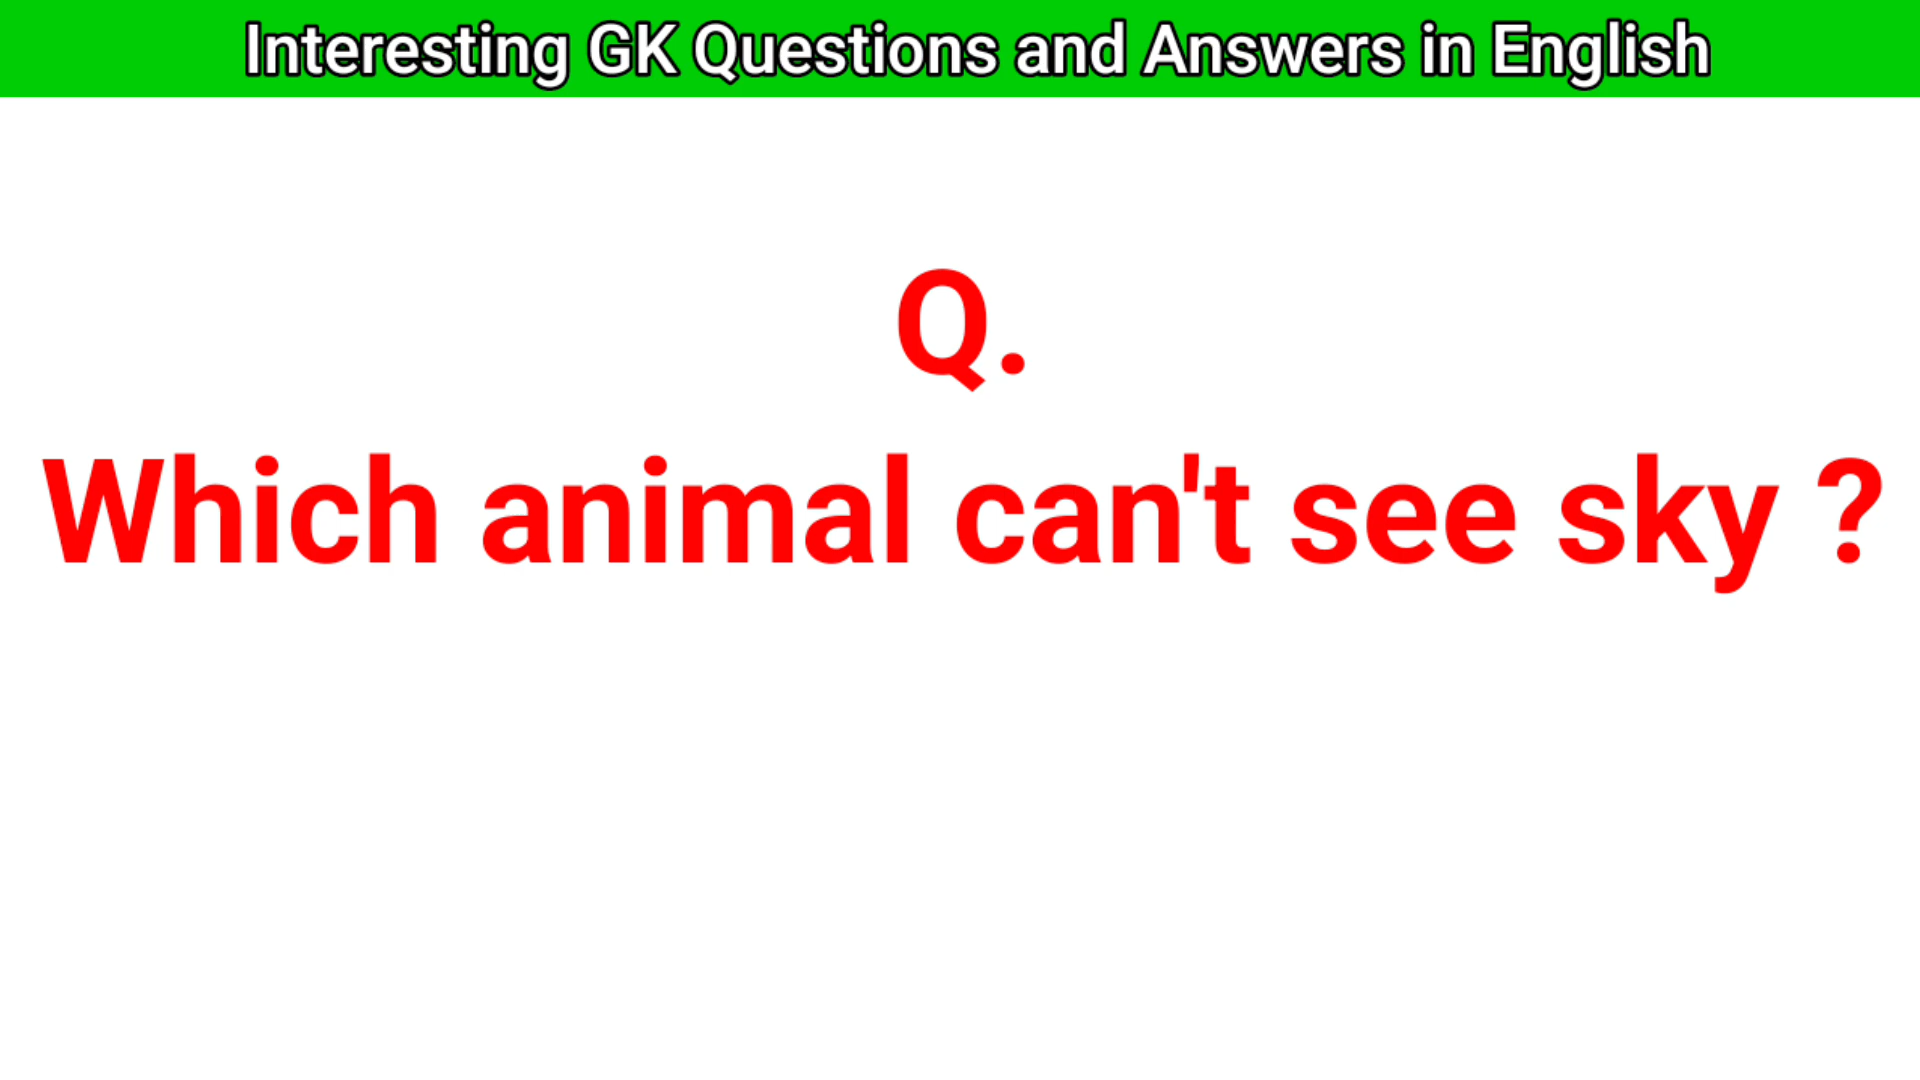 Interesting GK Questions and Answers in English
Q.
Which animal can't see sky ?